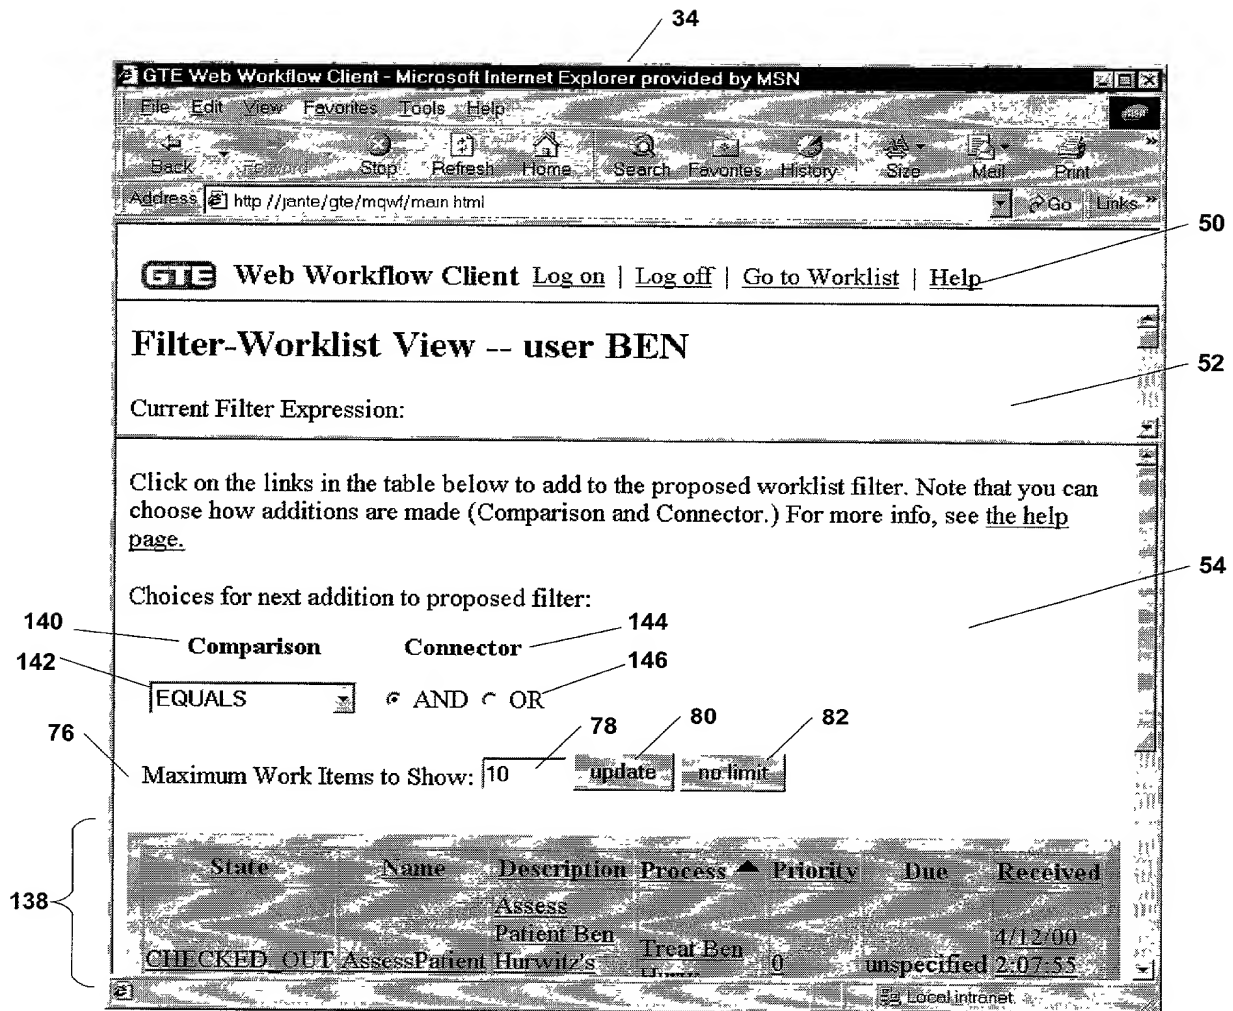 34
GTE Web Workflow Client - Microsoft Internet Explorer provided by MSN
File Edit View Favorites Tools Help
Back Forward Stop Refresh Home Search Favorites History Size Mail Print »
Address http //jante/gte/mqwf/main html Go Links »
50
GTE Web Workflow Client Log on | Log off | Go to Worklist | Help
Filter-Worklist View -- user BEN
52
Current Filter Expression:
Click on the links in the table below to add to the proposed worklist filter. Note that you can
choose how additions are made (Comparison and Connector.) For more info, see the help
page.
54
Choices for next addition to proposed filter:
140 144
Comparison Connector
142 146
EQUALS AND OR
76 78 80 82
Maximum Work Items to Show: 10 update no limit
138
State Name Description Process Priority Due Received
Assess
Patient Ben 4/12/00
CHECKED_OUT AssessPatient Hurwitz's Treat Ben 0 unspecified 2:07:55
Local intranet